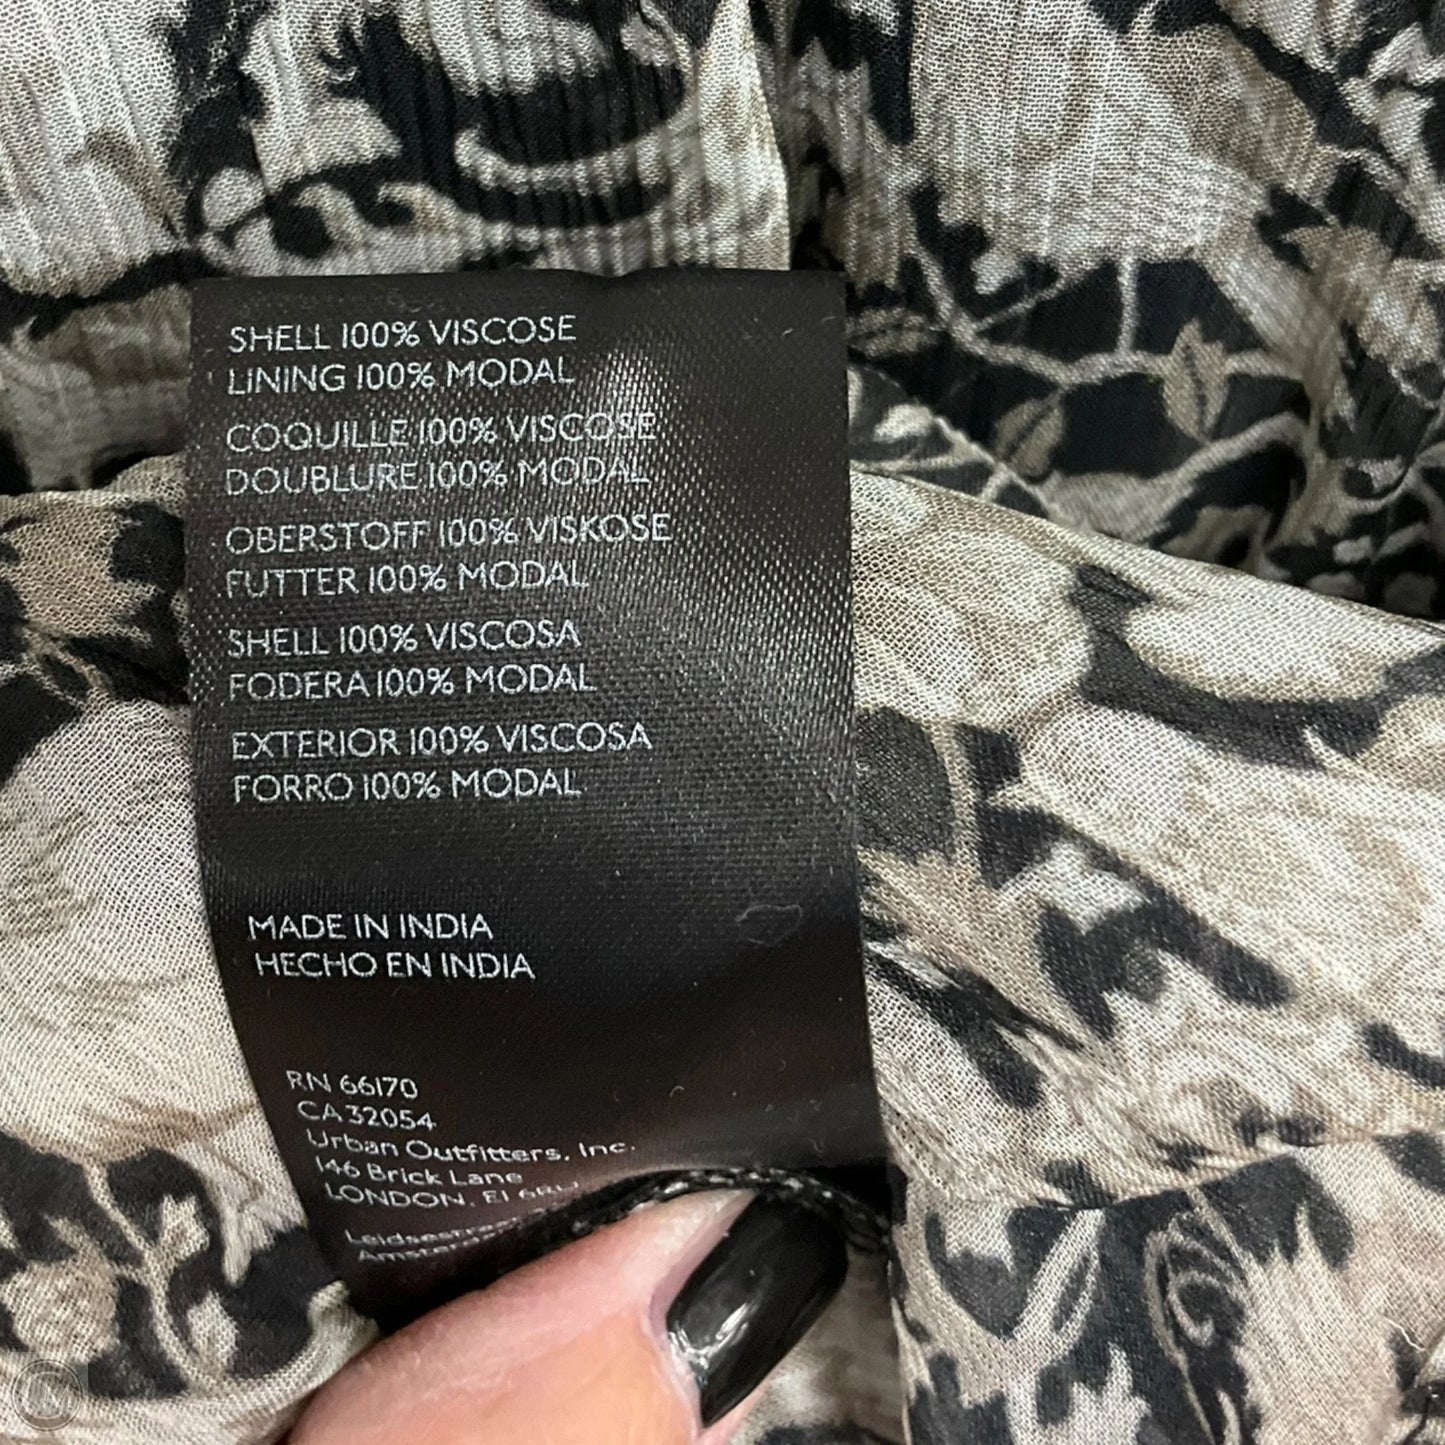 SHELL 100% VISCOSE
LINING 100% MODAL
COQUILLE 100% VISCOSE
DOUBLURE 100% MODAL
OBERSTOFF 100% VISKOSE
FUTTER 100% MODAL
SHELL 100% VISCOSA
FODERA 100% MODAL
EXTERIOR 100% VISCOSA
FORRO 100% MODAL
MADE IN INDIA
HECHO EN INDIA
RN 66170
CA 32054
Urban Outfitters, Inc.
146 Brick Lane
LONDON, E1